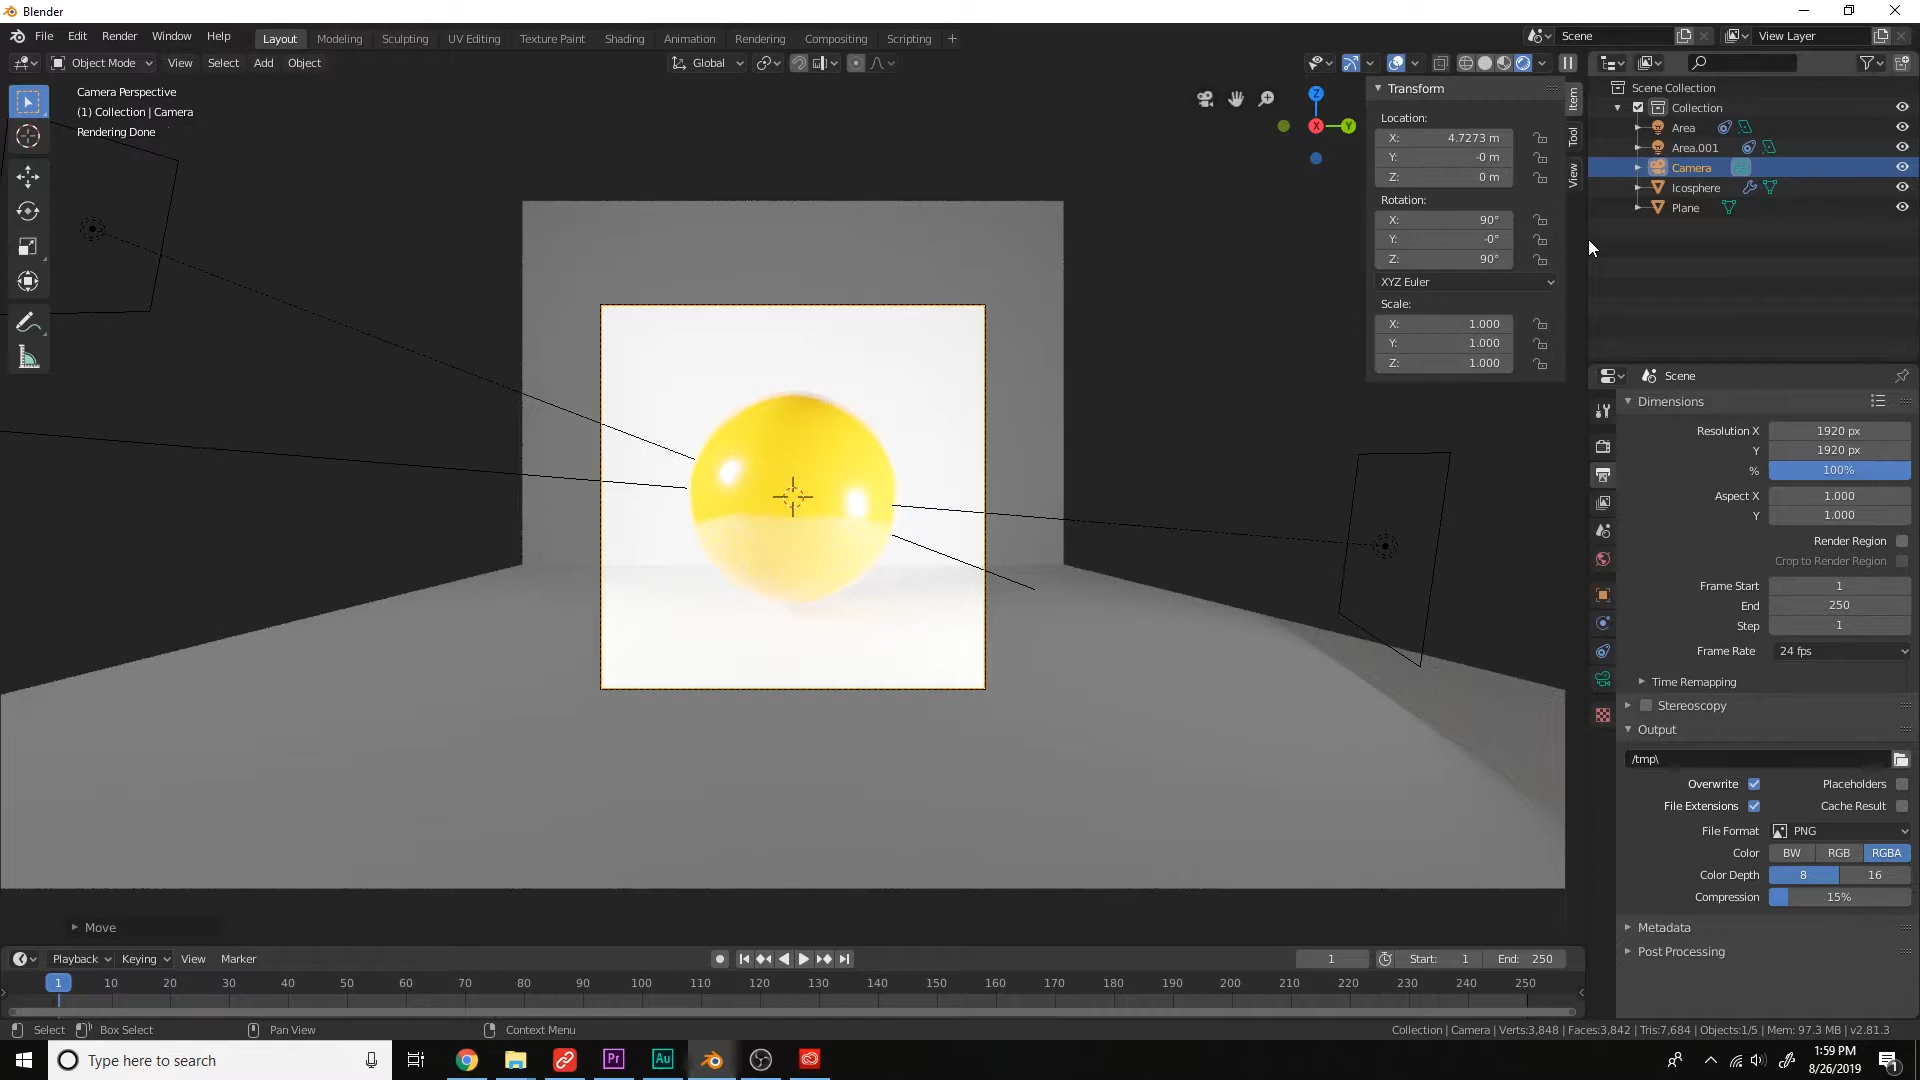 Blender
File Edit Render Window Help
Layout Modeling Sculpting UV Editing Texture Paint Shading Animation Rendering Compositing Scripting +
Scene View Layer
Object Mode View Select Add Object Global
Camera Perspective
(1) Collection | Camera
Rendering Done
Z
X Y
Transform
Location:
X: 4.7273 m
Y: -0 m
Z: 0 m
Rotation:
X: 90°
Y: -0°
Z: 90°
XYZ Euler
Scale:
X: 1.000
Y: 1.000
Z: 1.000
Item
Tool
View
Scene Collection
Collection
Area
Area.001
Camera
Icosphere
Plane
Scene
Dimensions
Resolution X 1920 px
Y 1920 px
% 100%
Aspect X 1.000
Y 1.000
Render Region
Crop to Render Region
Frame Start 1
End 250
Step 1
Frame Rate 24 fps
Time Remapping
Stereoscopy
Output
/tmp\
Overwrite Placeholders
File Extensions Cache Result
File Format PNG
Color BW RGB RGBA
Color Depth 8 16
Compression 15%
Metadata
Post Processing
Move
Playback Keying View Marker 1 Start: 1 End: 250
1 10 20 30 40 50 60 70 80 90 100 110 120 130 140 150 160 170 180 190 200 210 220 230 240 250
Select Box Select Pan View Context Menu Collection | Camera | Verts:3,848 | Faces:3,842 | Tris:7,684 | Objects:1/5 | Mem: 97.3 MB | v2.81.3
Type here to search Pr Au 1:59 PM
8/26/2019 1